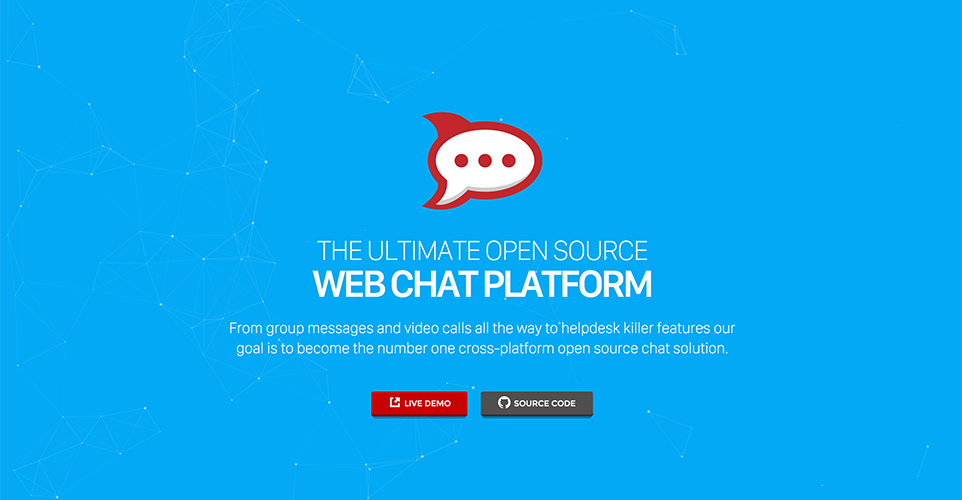 THE ULTIMATE OPEN SOURCE
WEB CHAT PLATFORM
From group messages and video calls all the way to helpdesk killer features our
goal is to become the number one cross-platform open source chat solution.
LIVE DEMO
SOURCE CODE